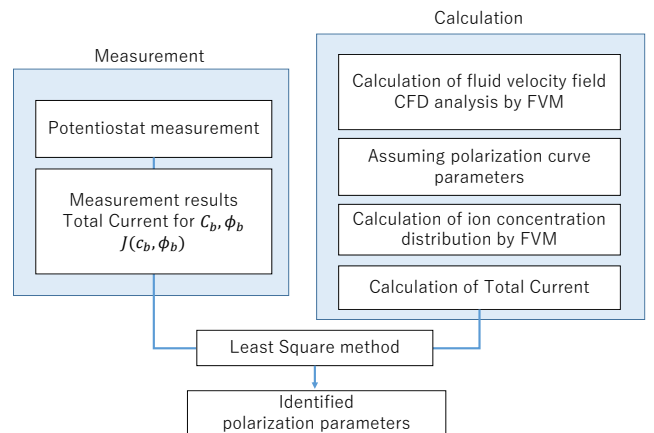 Measurement
Potentiostat measurement
Measurement results
Total Current for C_b, ϕ_b
J(c_b, ϕ_b)
Calculation
Calculation of fluid velocity field
CFD analysis by FVM
Assuming polarization curve
parameters
Calculation of ion concentration
distribution by FVM
Calculation of Total Current
Least Square method
Identified
polarization parameters